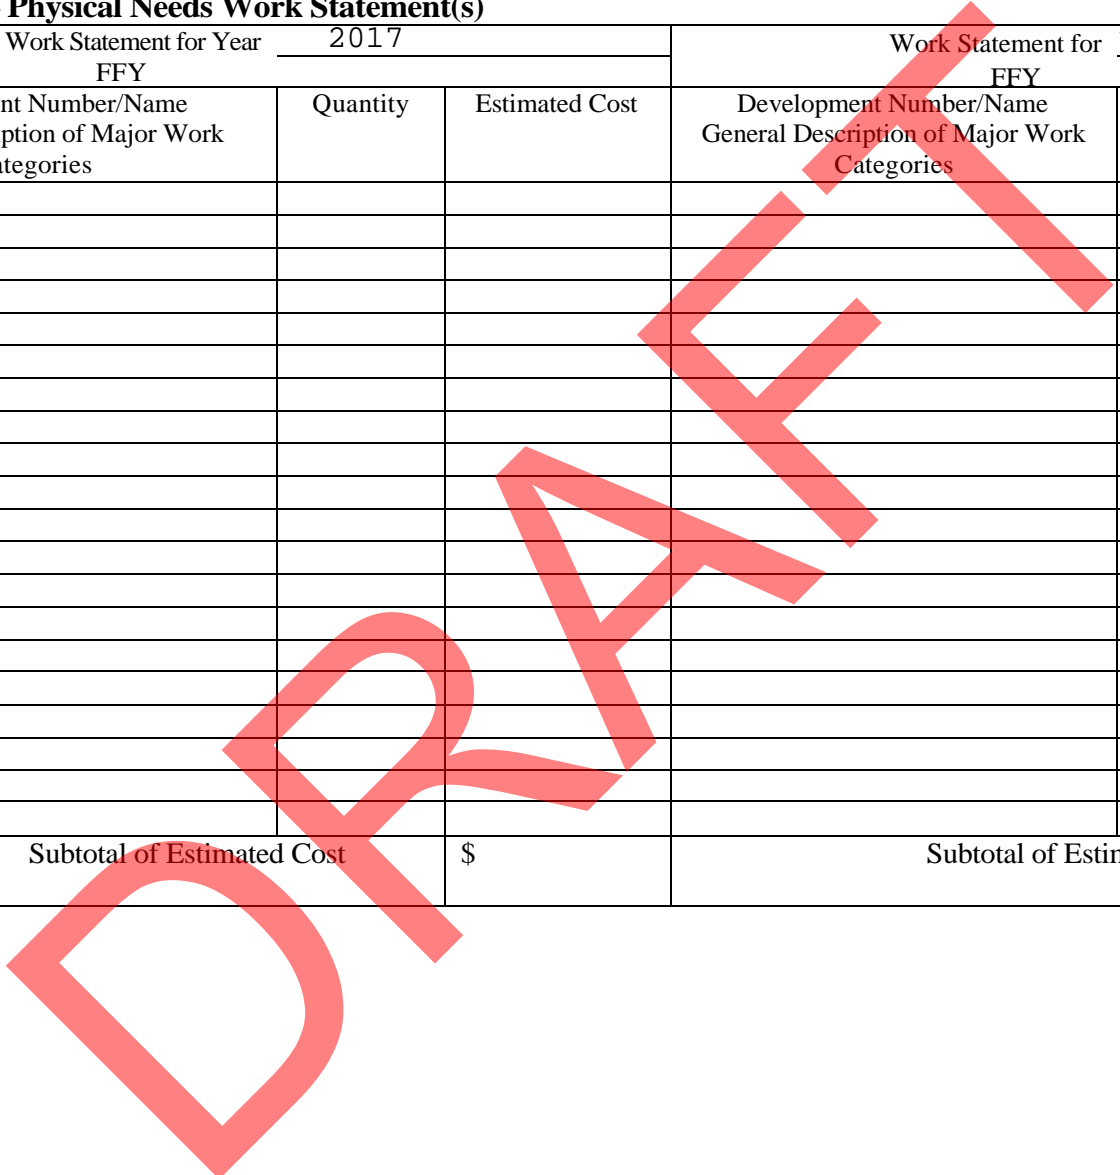 Physical Needs Work Statement(s)
Work Statement for Year 2017
FFY
Work Statement for
FFY
nt Number/Name
ption of Major Work
ategories
Quantity
Estimated Cost
Development Number/Name
General Description of Major Work
Categories
Subtotal of Estimated Cost
$
Subtotal of Estin
DRAFT